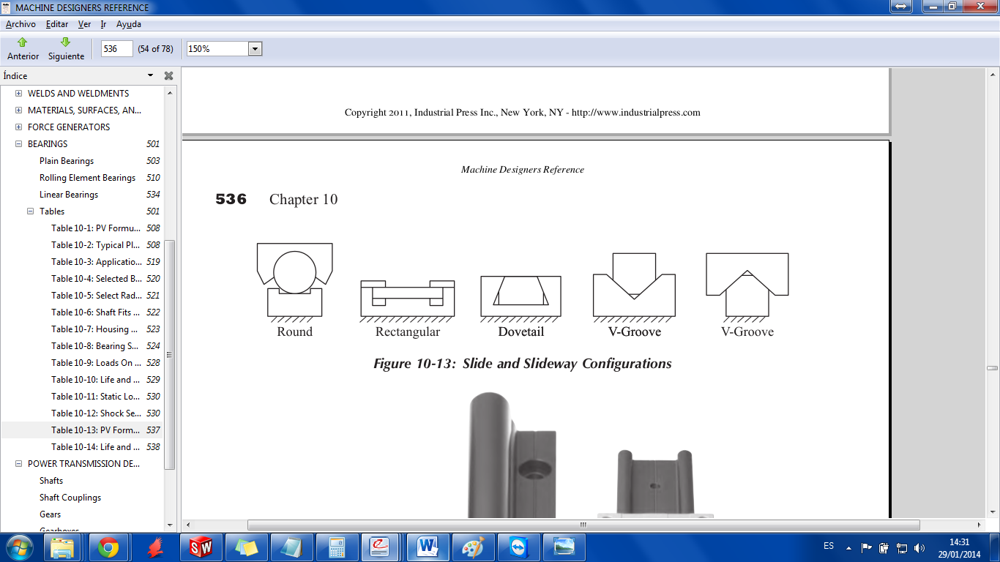 MACHINE DESIGNERS REFERENCE
Archivo Editar Ver Ir Ayuda
Anterior Siguiente 536 (54 of 78) 150%
Índice
WELDS AND WELDMENTS
MATERIALS, SURFACES, AN...
FORCE GENERATORS
BEARINGS 501
Plain Bearings 503
Rolling Element Bearings 510
Linear Bearings 534
Tables 501
Table 10-1: PV Formu... 508
Table 10-2: Typical Pl... 508
Table 10-3: Applicatio... 519
Table 10-4: Selected B... 520
Table 10-5: Select Rad... 521
Table 10-6: Shaft Fits ... 522
Table 10-7: Housing ... 523
Table 10-8: Bearing S... 524
Table 10-9: Loads On ... 528
Table 10-10: Life and ... 529
Table 10-11: Static Lo... 530
Table 10-12: Shock Se... 530
Table 10-13: PV Form... 537
Table 10-14: Life and ... 538
POWER TRANSMISSION DE...
Shafts
Shaft Couplings
Gears
Gearboxes
Copyright 2011, Industrial Press Inc., New York, NY - http://www.industrialpress.com
Machine Designers Reference
536 Chapter 10
Round Rectangular Dovetail V-Groove V-Groove
Figure 10-13: Slide and Slideway Configurations
SW W
ES 14:31
29/01/2014